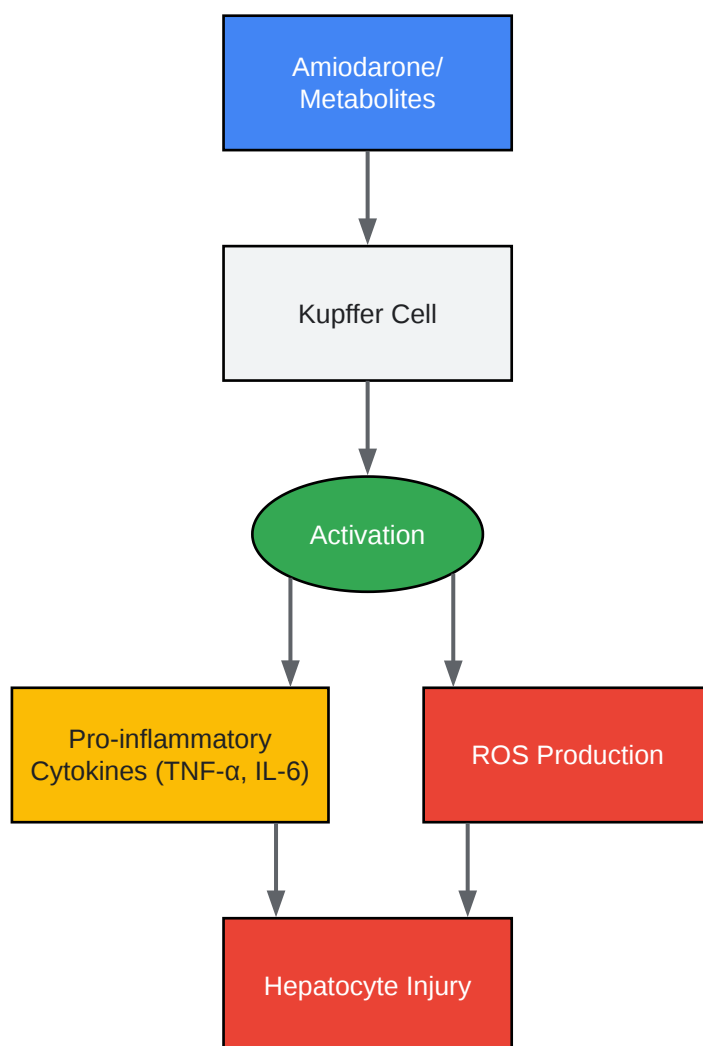 Amiodarone/
Metabolites
Kupffer Cell
Activation
Pro-inflammatory
Cytokines (TNF-α, IL-6)
ROS Production
Hepatocyte Injury